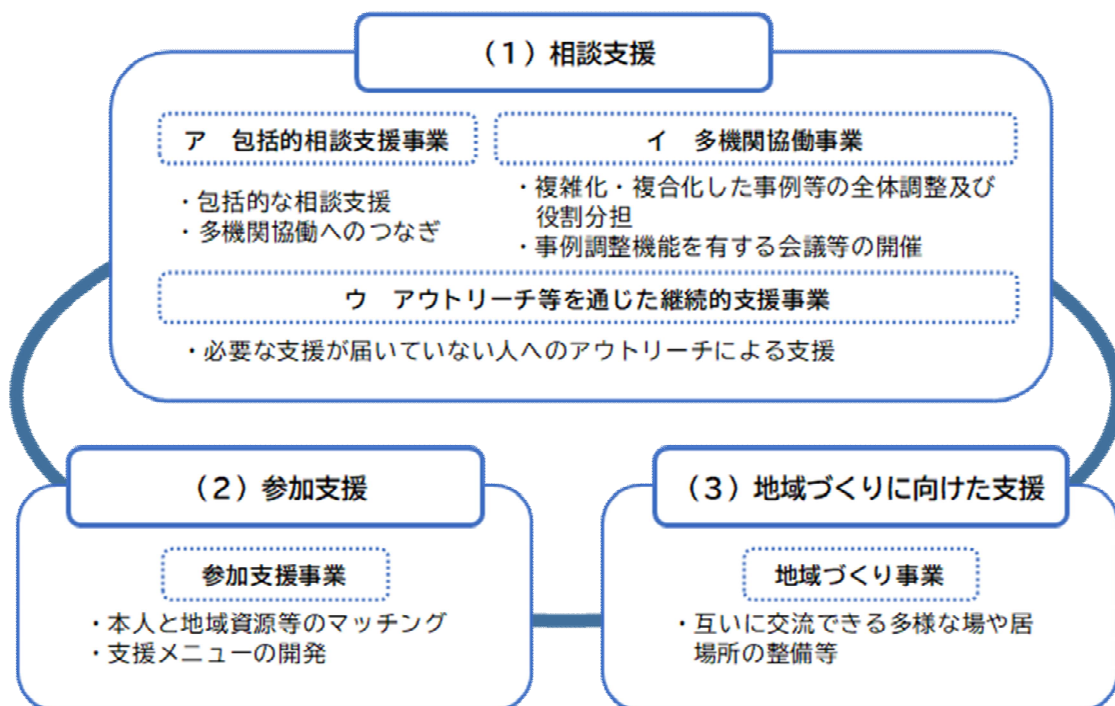 （1）相談支援
ア　包括的相談支援事業
・包括的な相談支援
・多機関協働へのつなぎ
イ　多機関協働事業
・複雑化・複合化した事例等の全体調整及び
役割分担
・事例調整機能を有する会議等の開催
ウ　アウトリーチ等を通じた継続的支援事業
・必要な支援が届いていない人へのアウトリーチによる支援
（2）参加支援
参加支援事業
・本人と地域資源等のマッチング
・支援メニューの開発
（3）地域づくりに向けた支援
地域づくり事業
・互いに交流できる多様な場や居
場所の整備等